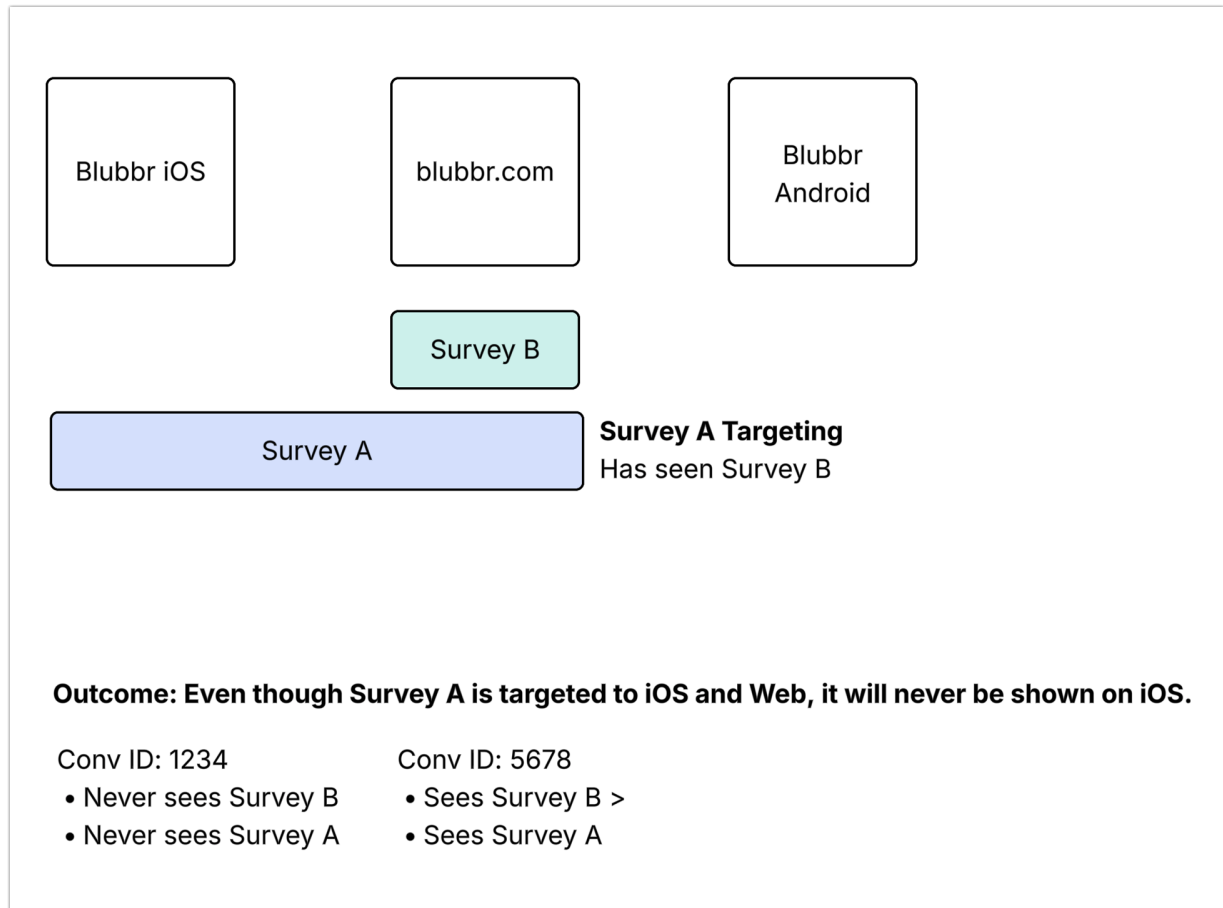 Blubbr iOS
blubbr.com
Blubbr
Android
Survey B
Survey A
Survey A Targeting
Has seen Survey B
Outcome: Even though Survey A is targeted to iOS and Web, it will never be shown on iOS.
Conv ID: 1234
• Never sees Survey B
• Never sees Survey A
Conv ID: 5678
• Sees Survey B >
• Sees Survey A